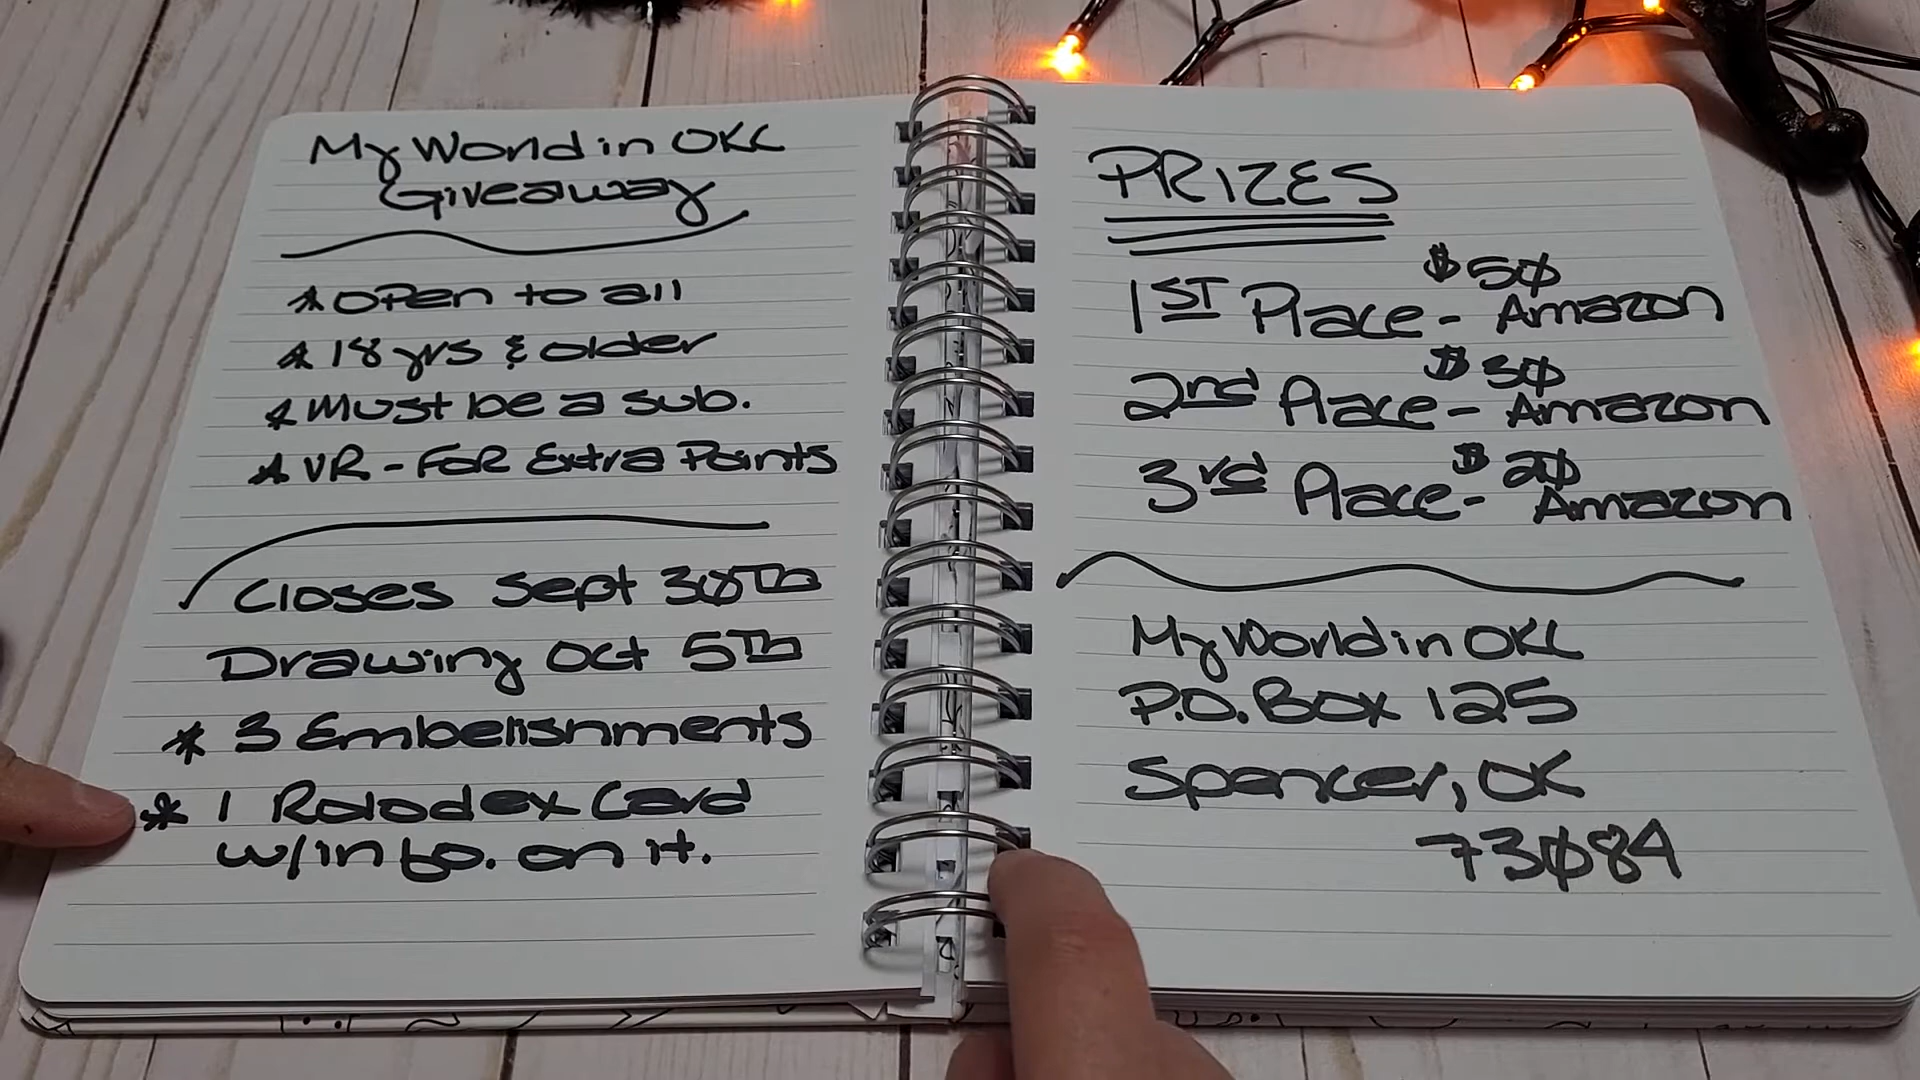 My World in OKC
Giveaway
* Open to all
* 18 yrs & older
* Must be a sub.
* VR - FOR Extra Points
Closes Sept 30Th
Drawing Oct 5Th
* 3 Embelishments
* 1 Rolodex Card
w/info. on it.
PRIZES
$50
1ST Place - Amazon
$30
2nd Place - Amazon
$20
3rd Place - Amazon
My World in OKC
P.O. Box 125
Spencer, OK
73084